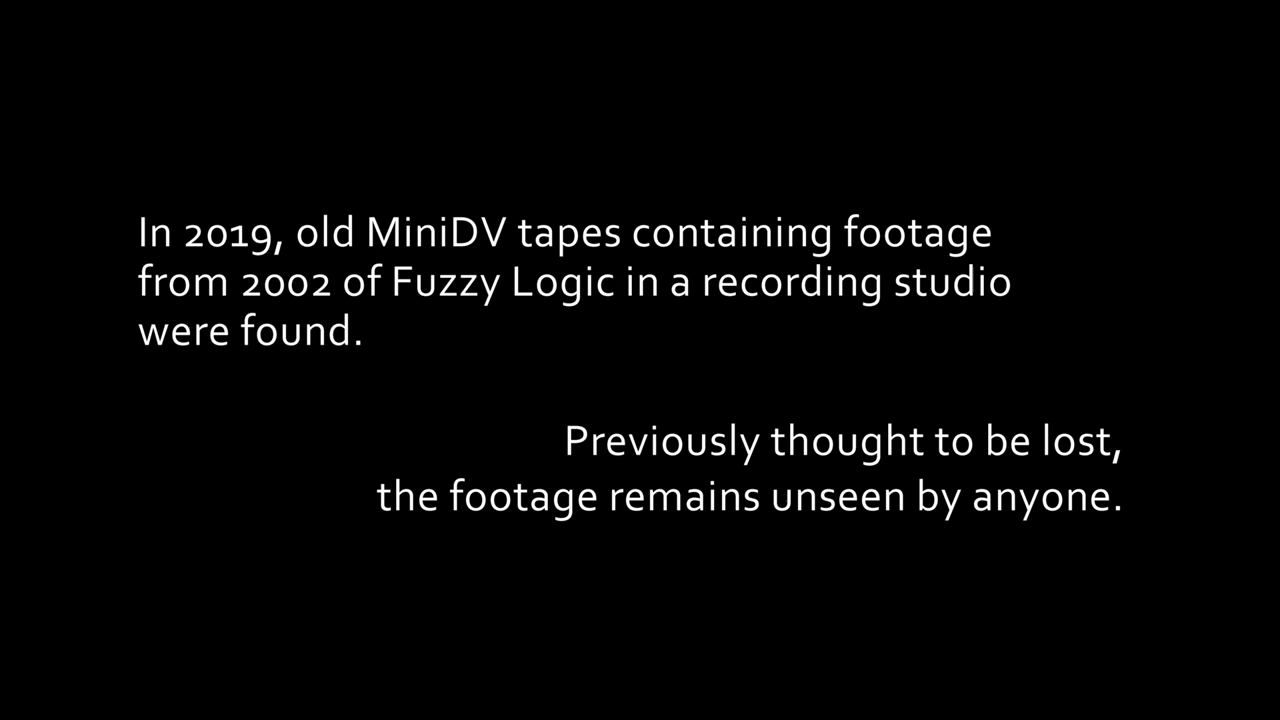 In 2019, old MiniDV tapes containing footage
from 2002 of Fuzzy Logic in a recording studio
were found.
Previously thought to be lost,
the footage remains unseen by anyone.